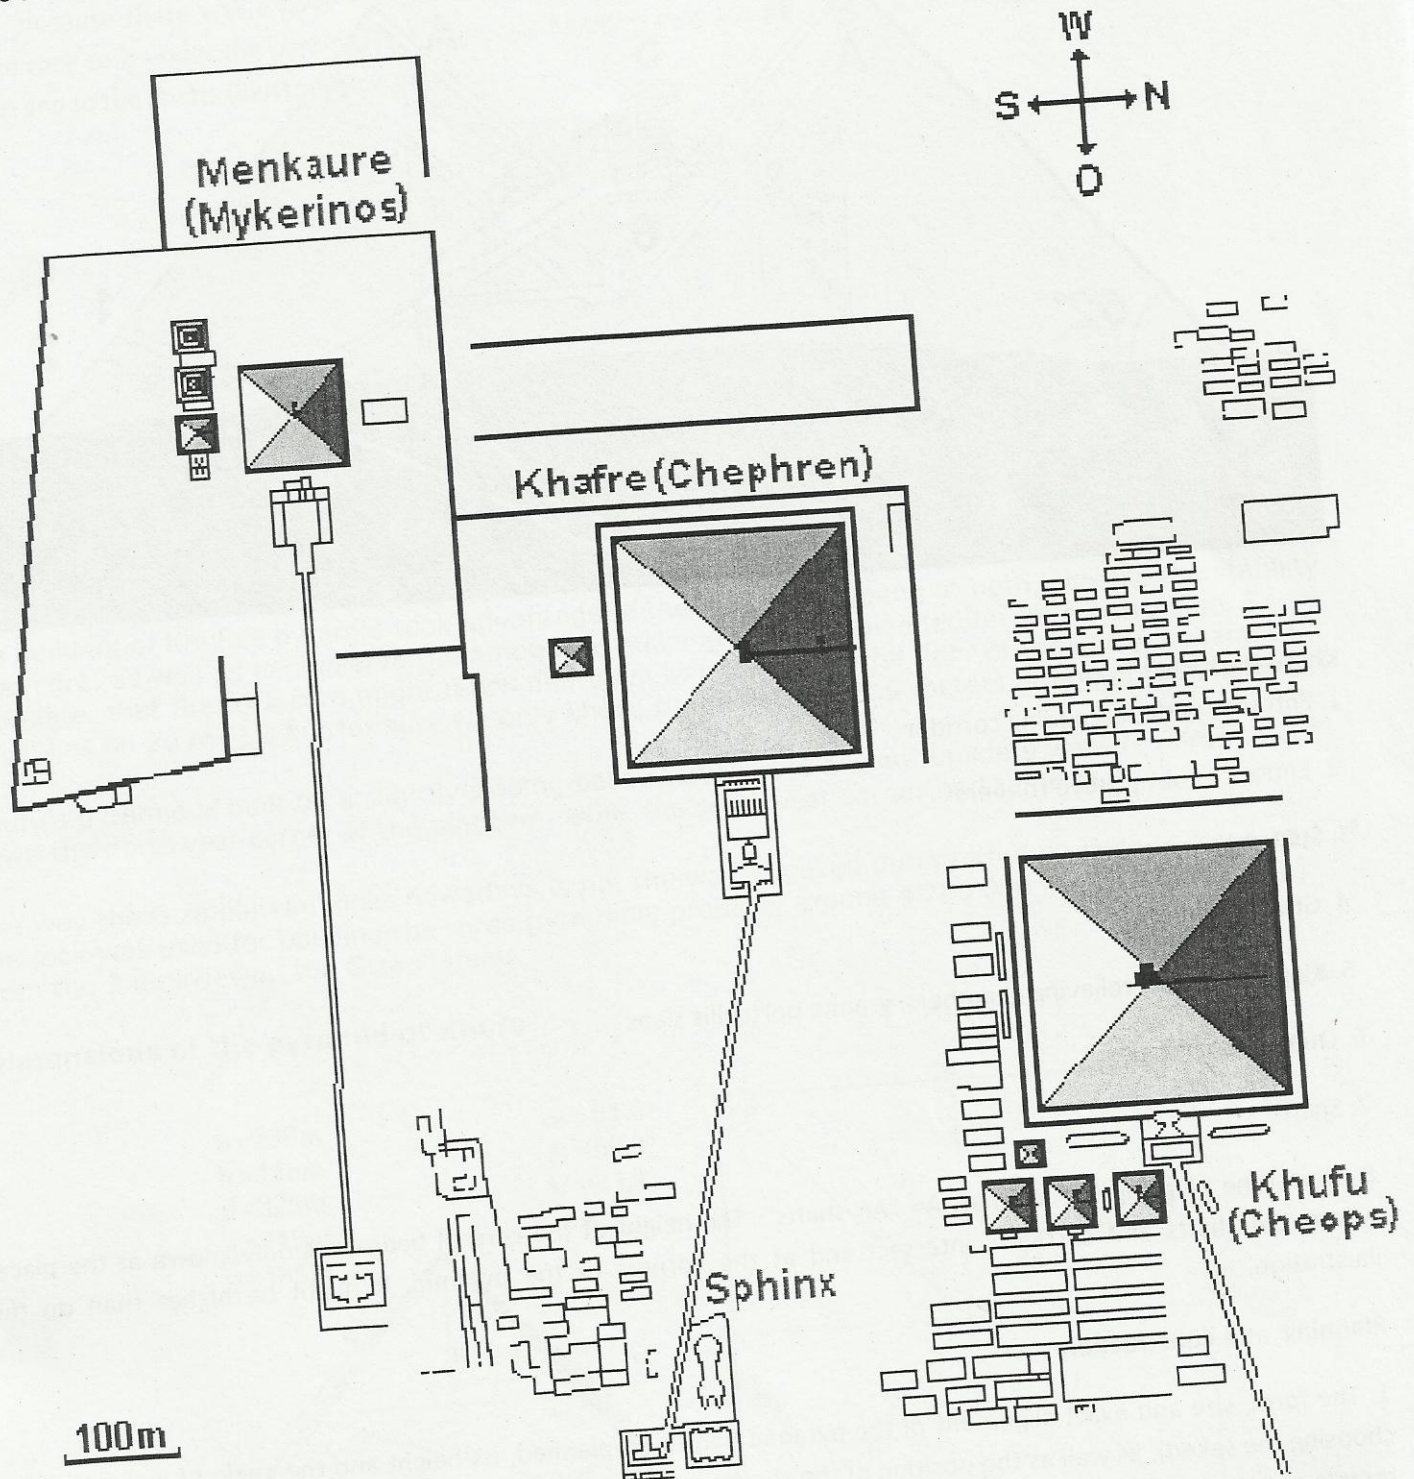 W
S N
O
Menkaure
(Mykerinos)
Khafre (Chephren)
Khufu
(Cheops)
Sphinx
100m